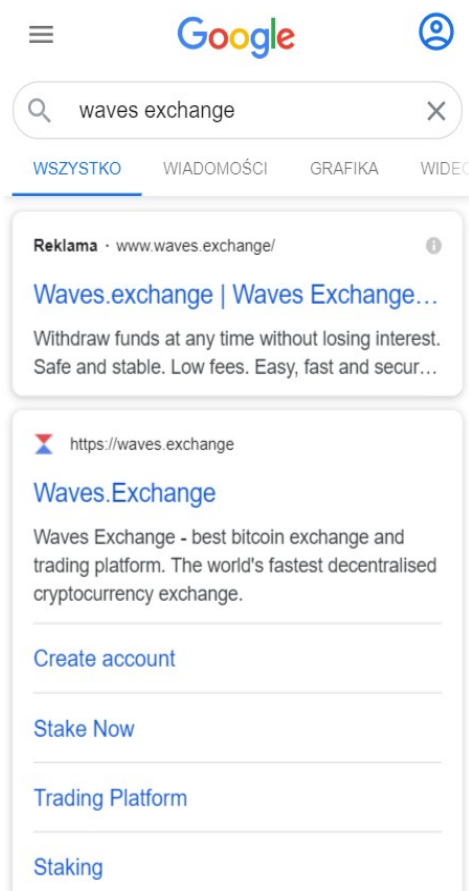 Google
waves exchange
WSZYSTKO WIADOMOŚCI GRAFIKA WIDEO
Reklama · www.waves.exchange/
Waves.exchange | Waves Exchange...
Withdraw funds at any time without losing interest.
Safe and stable. Low fees. Easy, fast and secur...
https://waves.exchange
Waves.Exchange
Waves Exchange - best bitcoin exchange and
trading platform. The world's fastest decentralised
cryptocurrency exchange.
Create account
Stake Now
Trading Platform
Staking